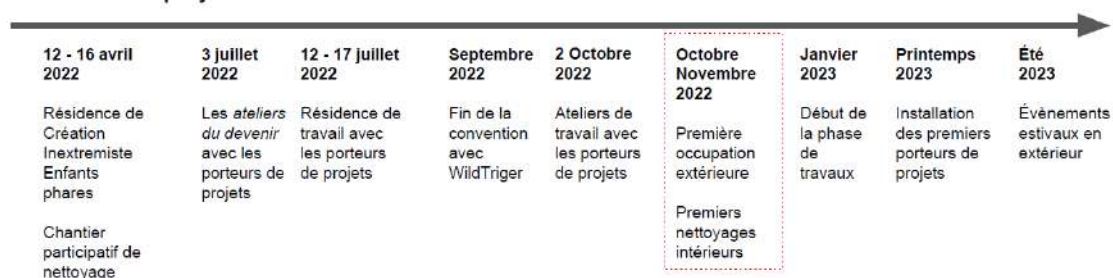 12 - 16 avril
2022
Résidence de
Création
Inextremiste
Enfants
phares
Chantier
participatif de
nettoyage
3 juillet
2022
Les ateliers
du devenir
avec les
porteurs de
projets
12 - 17 juillet
2022
Résidence de
travail avec
les porteurs
de projets
Septembre
2022
Fin de la
convention
avec
WildTriger
2 Octobre
2022
Ateliers de
travail avec
les porteurs
de projets
Octobre
Novembre
2022
Première
occupation
extérieure
Premiers
nettoyages
intérieurs
Janvier
2023
Début de
la phase
de
travaux
Printemps
2023
Installation
des premiers
porteurs de
projets
Été
2023
Évènements
estivaux en
extérieur